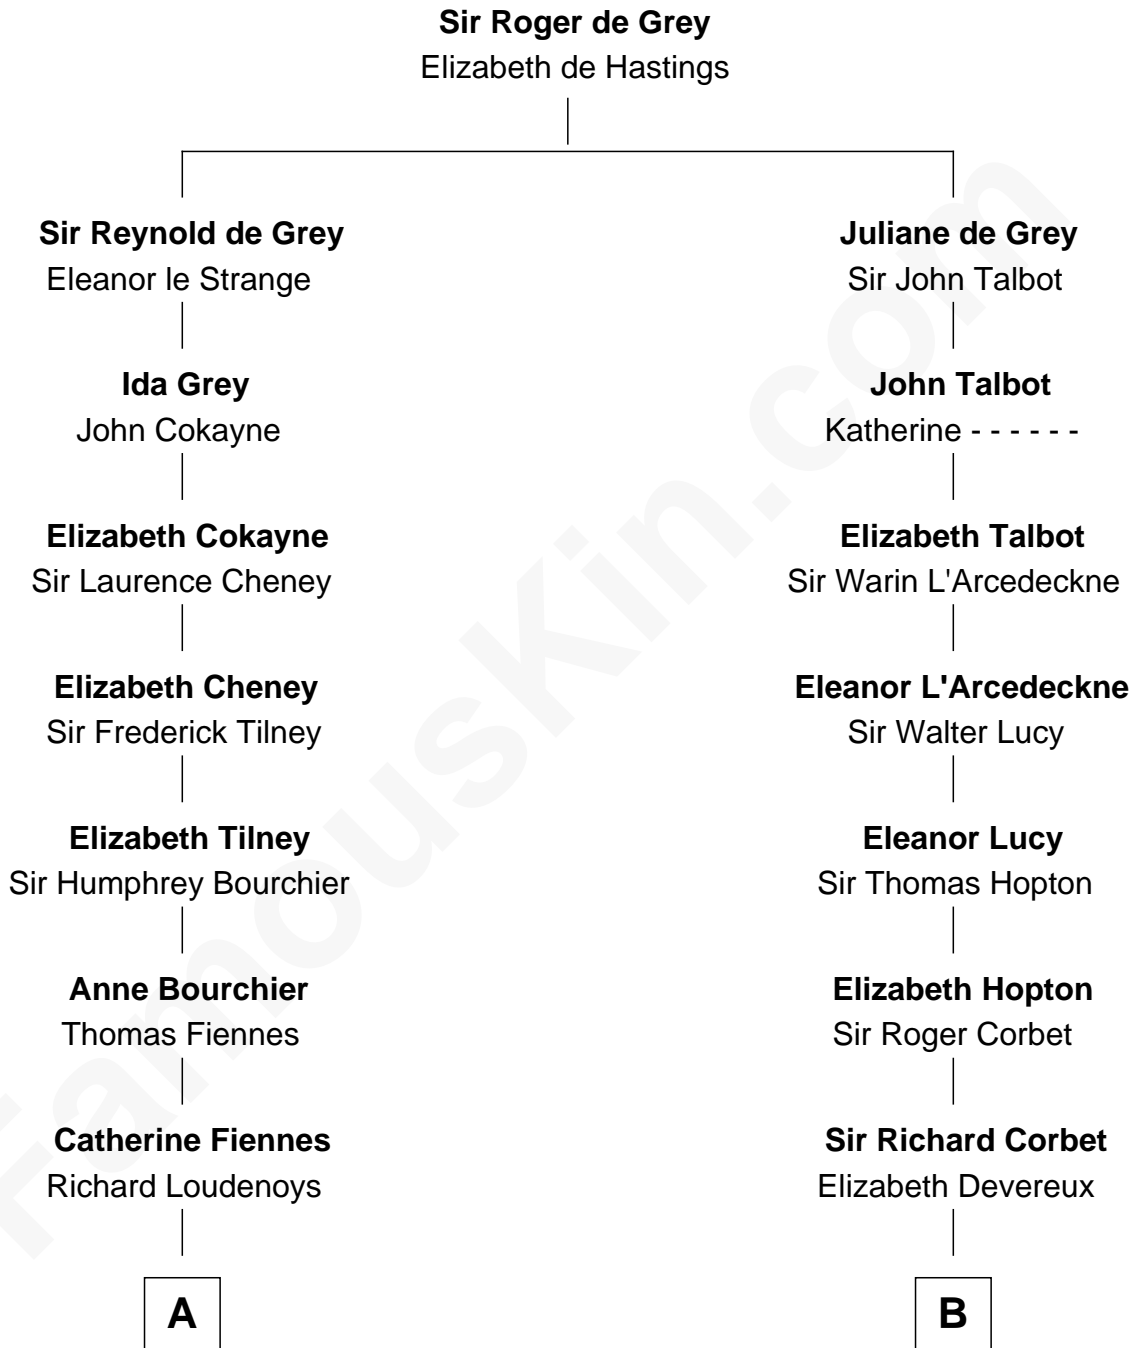 Sir Roger de Grey
Elizabeth de Hastings
Sir Reynold de Grey
Eleanor le Strange
Ida Grey
John Cokayne
Elizabeth Cokayne
Sir Laurence Cheney
Elizabeth Cheney
Sir Frederick Tilney
Elizabeth Tilney
Sir Humphrey Bourchier
Anne Bourchier
Thomas Fiennes
Catherine Fiennes
Richard Loudenoys
A
Juliane de Grey
Sir John Talbot
John Talbot
Katherine - - - - - -
Elizabeth Talbot
Sir Warin L'Arcedeckne
Eleanor L'Arcedeckne
Sir Walter Lucy
Eleanor Lucy
Sir Thomas Hopton
Elizabeth Hopton
Sir Roger Corbet
Sir Richard Corbet
Elizabeth Devereux
B
FamousKin.com